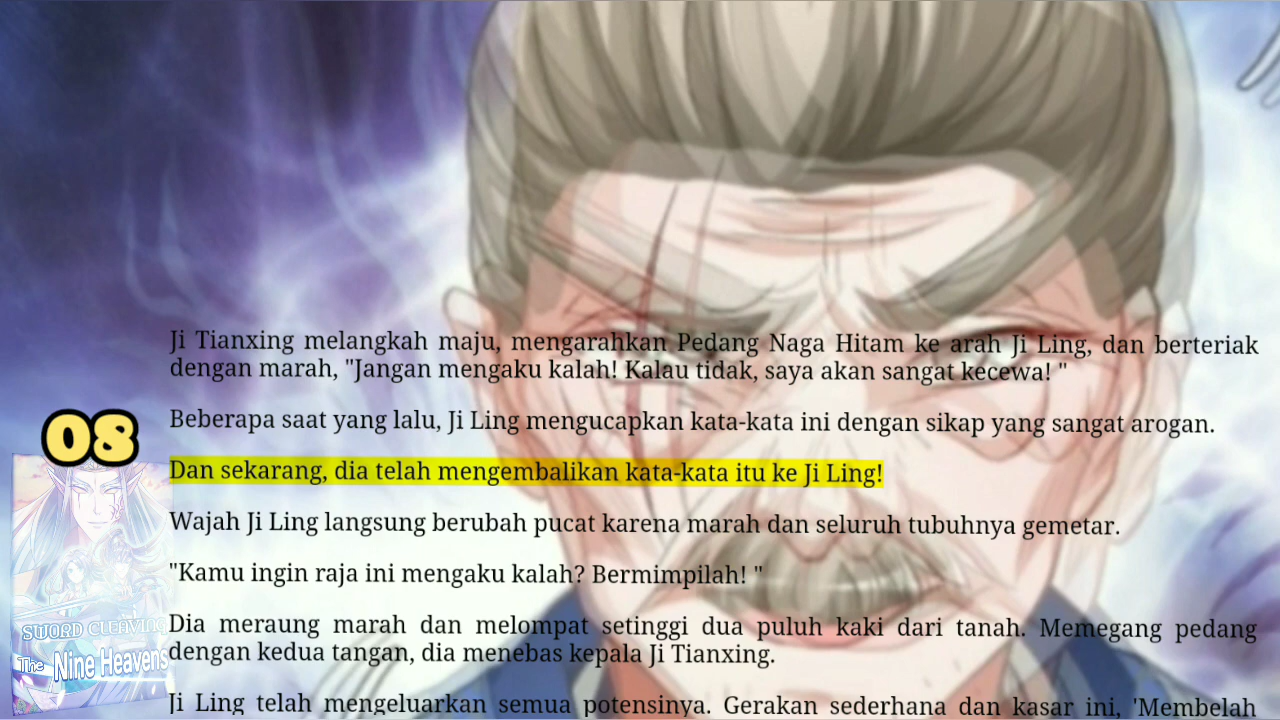 Ji Tianxing melangkah maju, mengarahkan Pedang Naga Hitam ke arah Ji Ling, dan berteriak
dengan marah, "Jangan mengaku kalah! Kalau tidak, saya akan sangat kecewa! "
Beberapa saat yang lalu, Ji Ling mengucapkan kata-kata ini dengan sikap yang sangat arogan.
08
Dan sekarang, dia telah mengembalikan kata-kata itu ke Ji Ling!
Wajah Ji Ling langsung berubah pucat karena marah dan seluruh tubuhnya gemetar.
"Kamu ingin raja ini mengaku kalah? Bermimpilah! "
Dia meraung marah dan melompat setinggi dua puluh kaki dari tanah. Memegang pedang
dengan kedua tangan, dia menebas kepala Ji Tianxing.
SWORD CLEAVING
The Nine Heavens
Ji Ling telah mengeluarkan semua potensinya. Gerakan sederhana dan kasar ini, 'Membelah